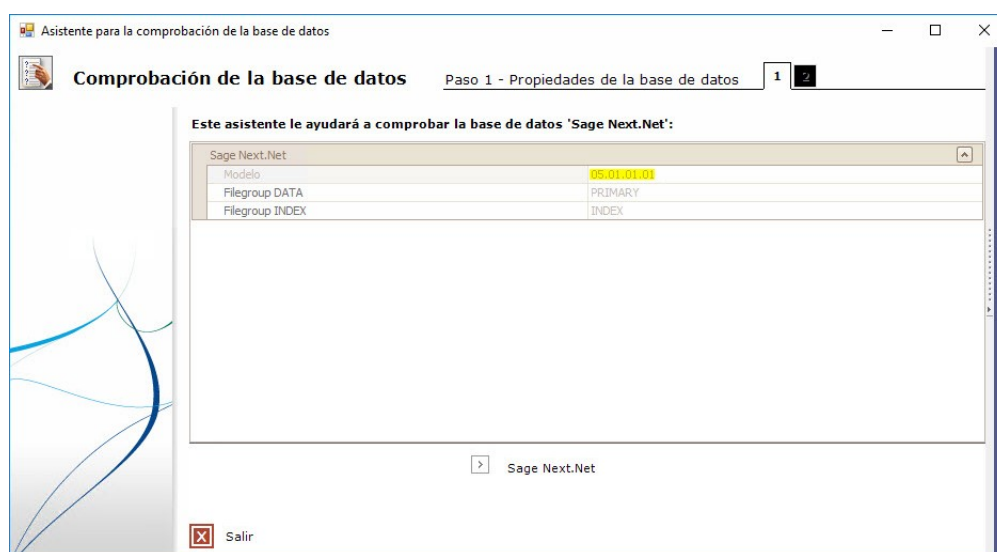 Asistente para la comprobación de la base de datos
Comprobación de la base de datos
Paso 1 - Propiedades de la base de datos
1
2
Este asistente le ayudará a comprobar la base de datos 'Sage Next.Net':
Sage Next.Net
Modelo 05.01.01.01
Filegroup DATA PRIMARY
Filegroup INDEX INDEX
Sage Next.Net
Salir